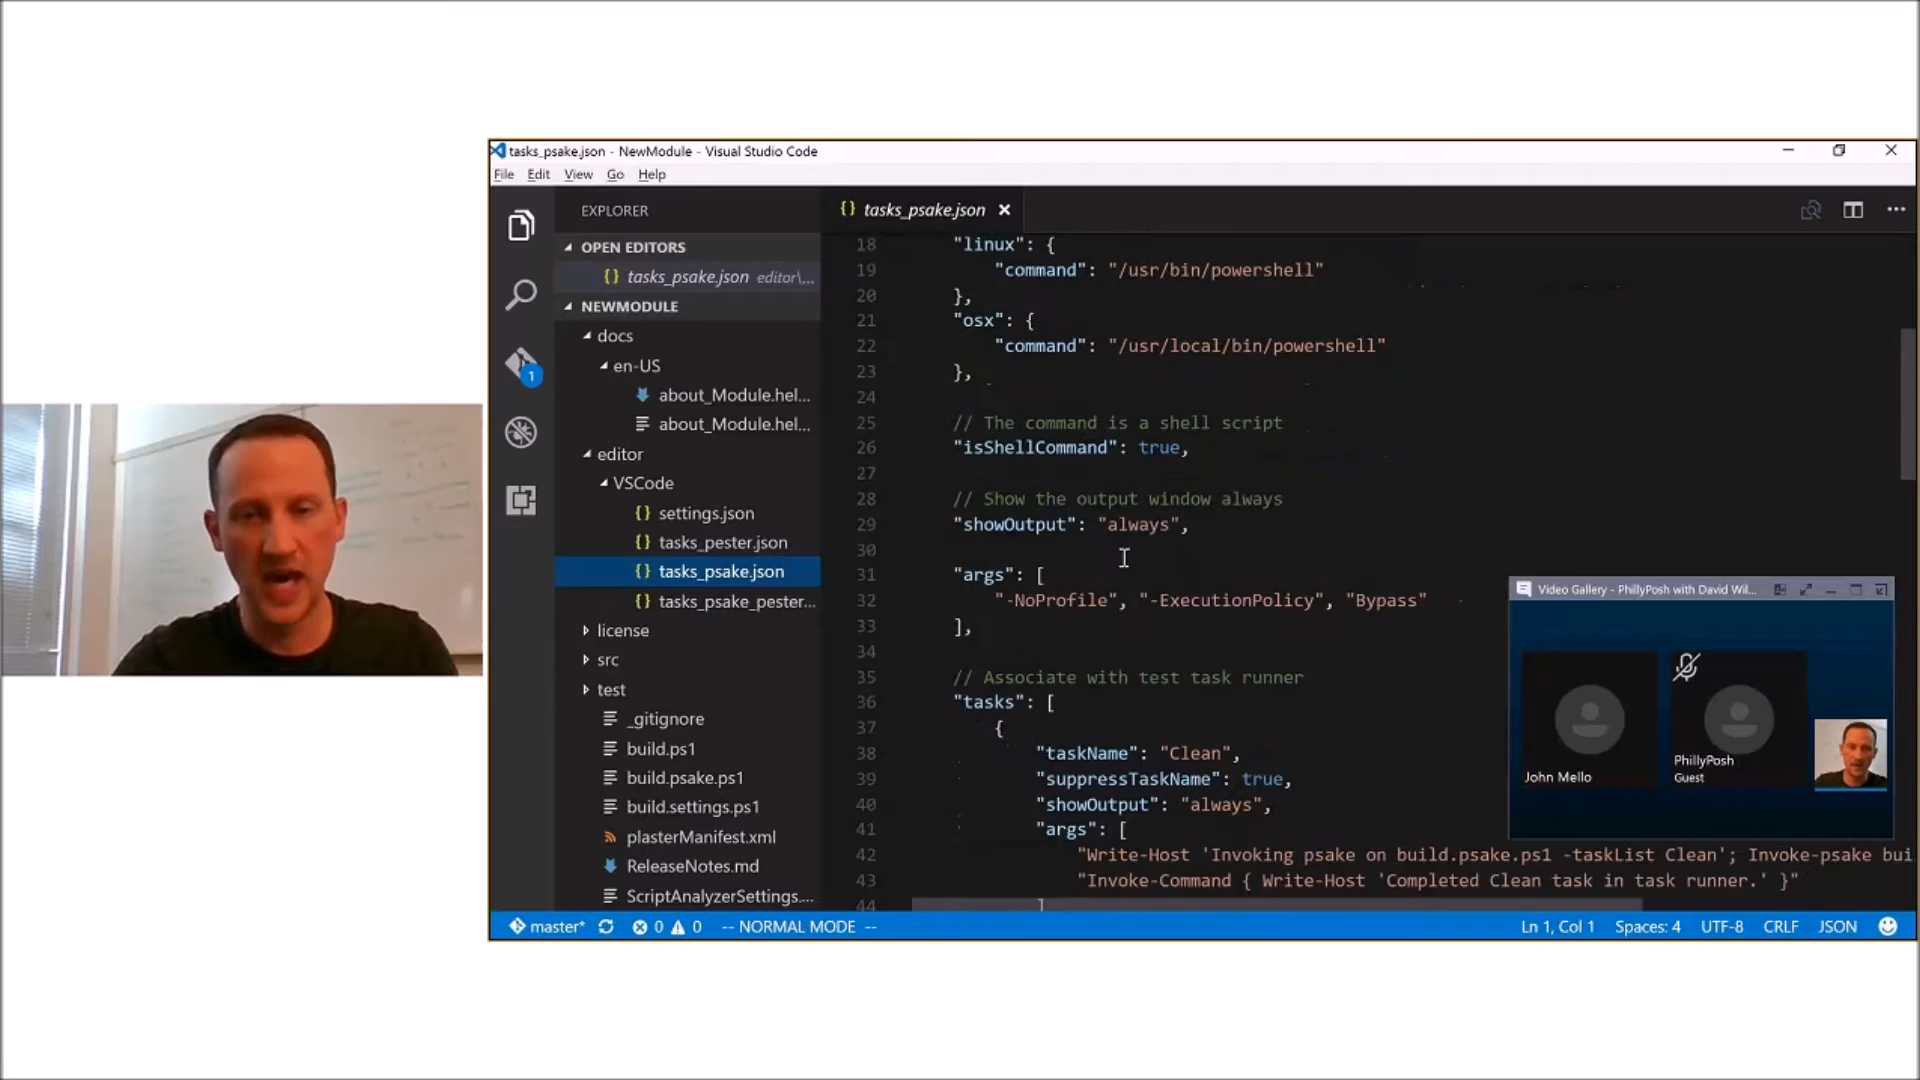 tasks_psake.json - NewModule - Visual Studio Code
File Edit View Go Help
EXPLORER
OPEN EDITORS
{} tasks_psake.json editor\...
NEWMODULE
docs
en-US
about_Module.hel...
about_Module.hel...
editor
VSCode
{} settings.json
{} tasks_pester.json
{} tasks_psake.json
{} tasks_psake_pester...
license
src
test
_gitignore
build.ps1
build.psake.ps1
build.settings.ps1
plasterManifest.xml
ReleaseNotes.md
ScriptAnalyzerSettings....
1
{} tasks_psake.json
18 "linux": {
19 "command": "/usr/bin/powershell"
20 },
21 "osx": {
22 "command": "/usr/local/bin/powershell"
23 },
24
25 // The command is a shell script
26 "isShellCommand": true,
27
28 // Show the output window always
29 "showOutput": "always",
30
31 "args": [
32 "-NoProfile", "-ExecutionPolicy", "Bypass"
33 ],
34
35 // Associate with test task runner
36 "tasks": [
37 {
38 "taskName": "Clean",
39 "suppressTaskName": true,
40 "showOutput": "always",
41 "args": [
42 "Write-Host 'Invoking psake on build.psake.ps1 -taskList Clean'; Invoke-psake bui
43 "Invoke-Command { Write-Host 'Completed Clean task in task runner.' }"
44 ]
Video Gallery - PhillyPosh with David Wil...
John Mello
PhillyPosh
Guest
master* 0 0 -- NORMAL MODE -- Ln 1, Col 1 Spaces: 4 UTF-8 CRLF JSON